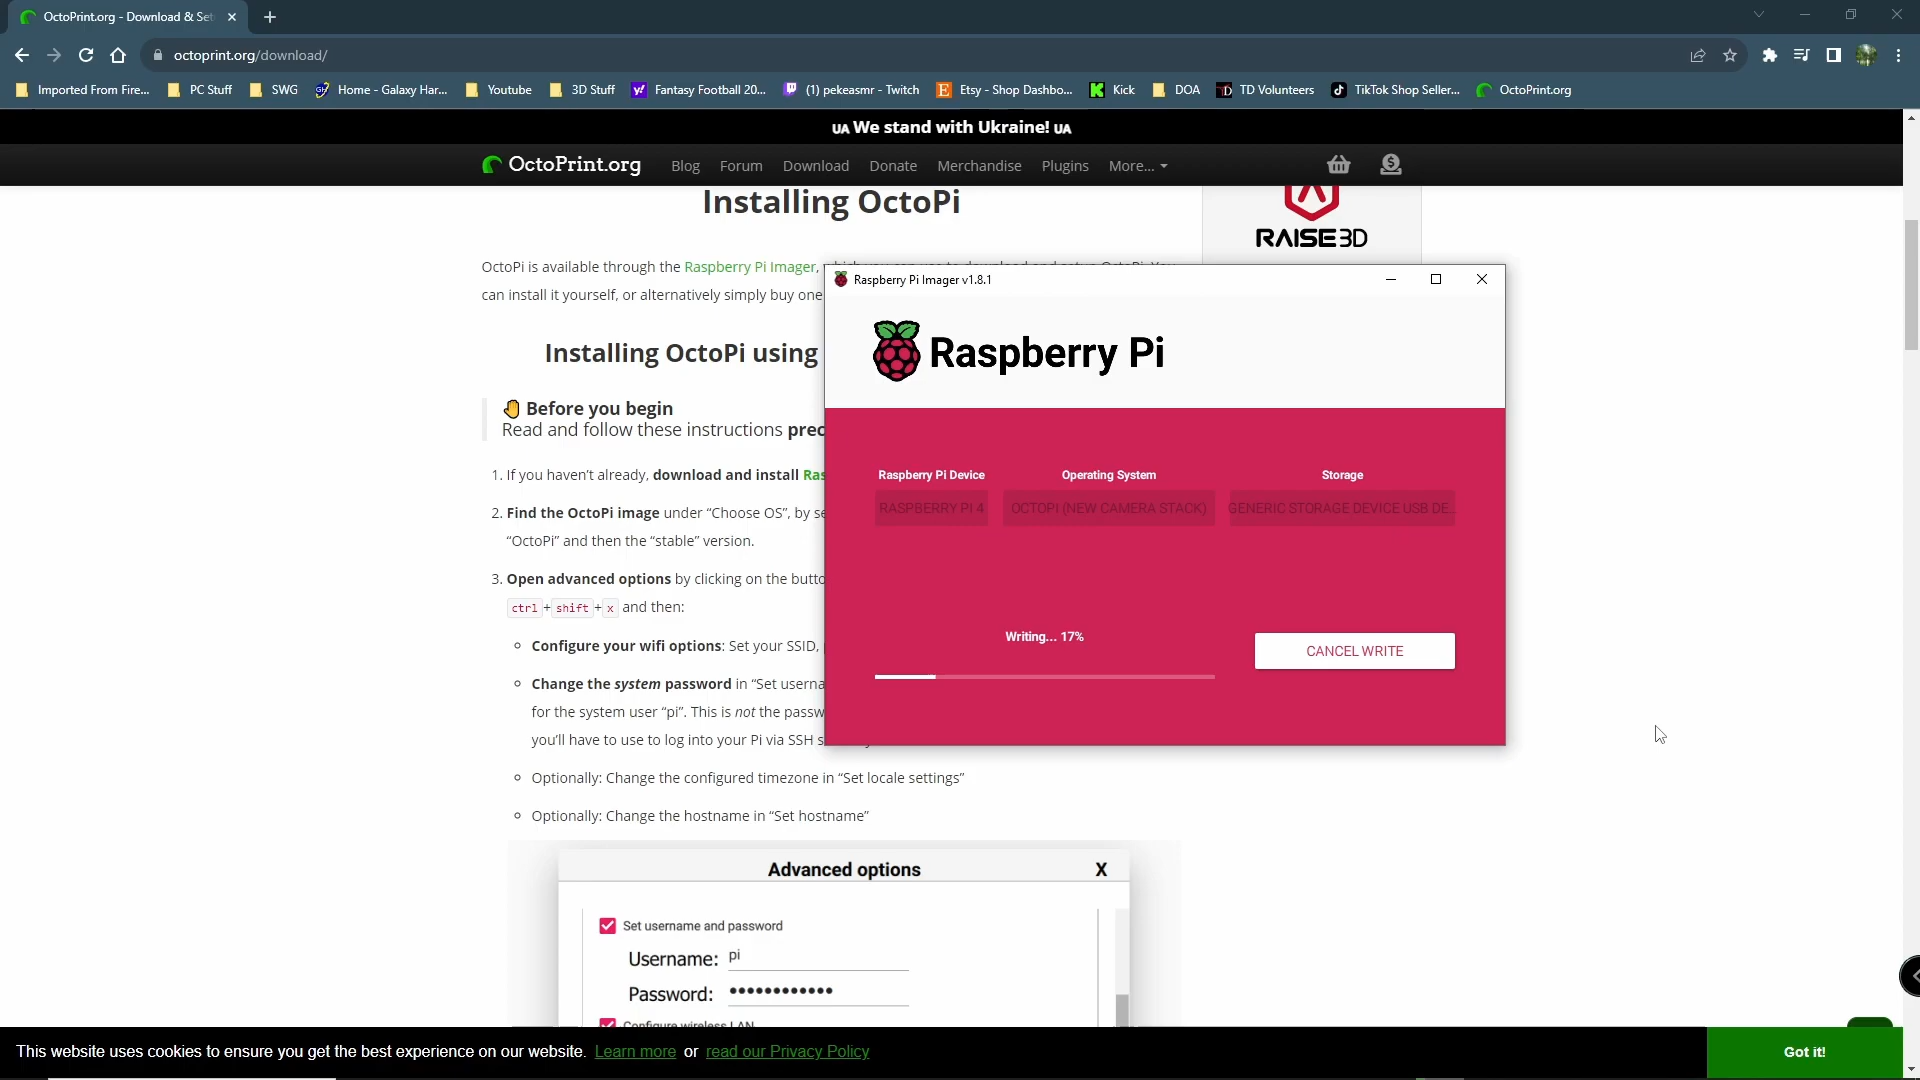 OctoPrint.org - Download & Set
octoprint.org/download/
Imported From Fire...
PC Stuff
SWG
Home - Galaxy Har...
Youtube
3D Stuff
Fantasy Football 20...
(1) pekeasmr - Twitch
Etsy - Shop Dashbo...
Kick
DOA
TD Volunteers
TikTok Shop Seller...
OctoPrint.org
UA We stand with Ukraine! UA
OctoPrint.org
Blog
Forum
Download
Donate
Merchandise
Plugins
More...
Installing OctoPi
RAISE3D
OctoPi is available through the Raspberry Pi Imager,
can install it yourself, or alternatively simply buy one
Installing OctoPi using
Before you begin
Read and follow these instructions prec
1. If you haven't already, download and install Ras
2. Find the OctoPi image under “Choose OS”, by se
“OctoPi” and then the “stable” version.
3. Open advanced options by clicking on the butto
ctrl + shift + x and then:
Configure your wifi options: Set your SSID,
Change the system password in “Set userna
for the system user “pi”. This is not the passw
you'll have to use to log into your Pi via SSH s
Optionally: Change the configured timezone in “Set locale settings”
Optionally: Change the hostname in “Set hostname”
Advanced options
X
Set username and password
Username: pi
Password: ••••••••••••
Configure wireless LAN
Raspberry Pi Imager v1.8.1
Raspberry Pi
Raspberry Pi Device
Operating System
Storage
RASPBERRY PI 4
OCTOPI (NEW CAMERA STACK)
GENERIC STORAGE DEVICE USB DE...
Writing... 17%
CANCEL WRITE
This website uses cookies to ensure you get the best experience on our website. Learn more or read our Privacy Policy
Got it!